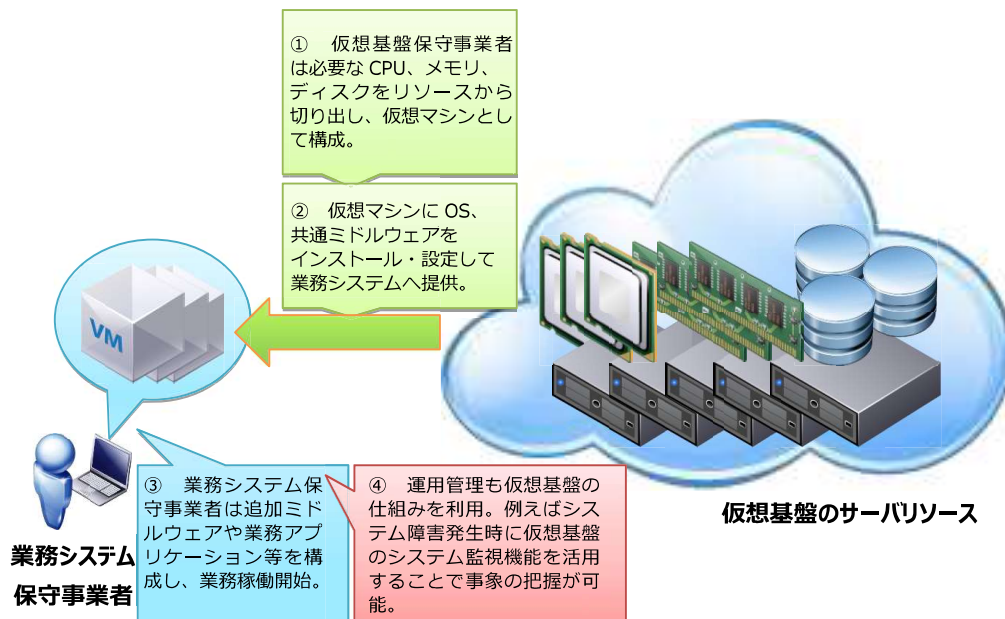 ① 仮想基盤保守事業者
は必要な CPU、メモリ、
ディスクをリソースから
切り出し、仮想マシンとし
て構成。
② 仮想マシンに OS、
共通ミドルウェアを
インストール・設定して
業務システムへ提供。
VM
③ 業務システム保
守事業者は追加ミド
ルウェアや業務アプ
リケーション等を構
成し、業務稼働開始。
④ 運用管理も仮想基盤の
仕組みを利用。例えばシス
テム障害発生時に仮想基盤
のシステム監視機能を活用
することで事象の把握が可
能。
仮想基盤のサーバリソース
業務システム
保守事業者